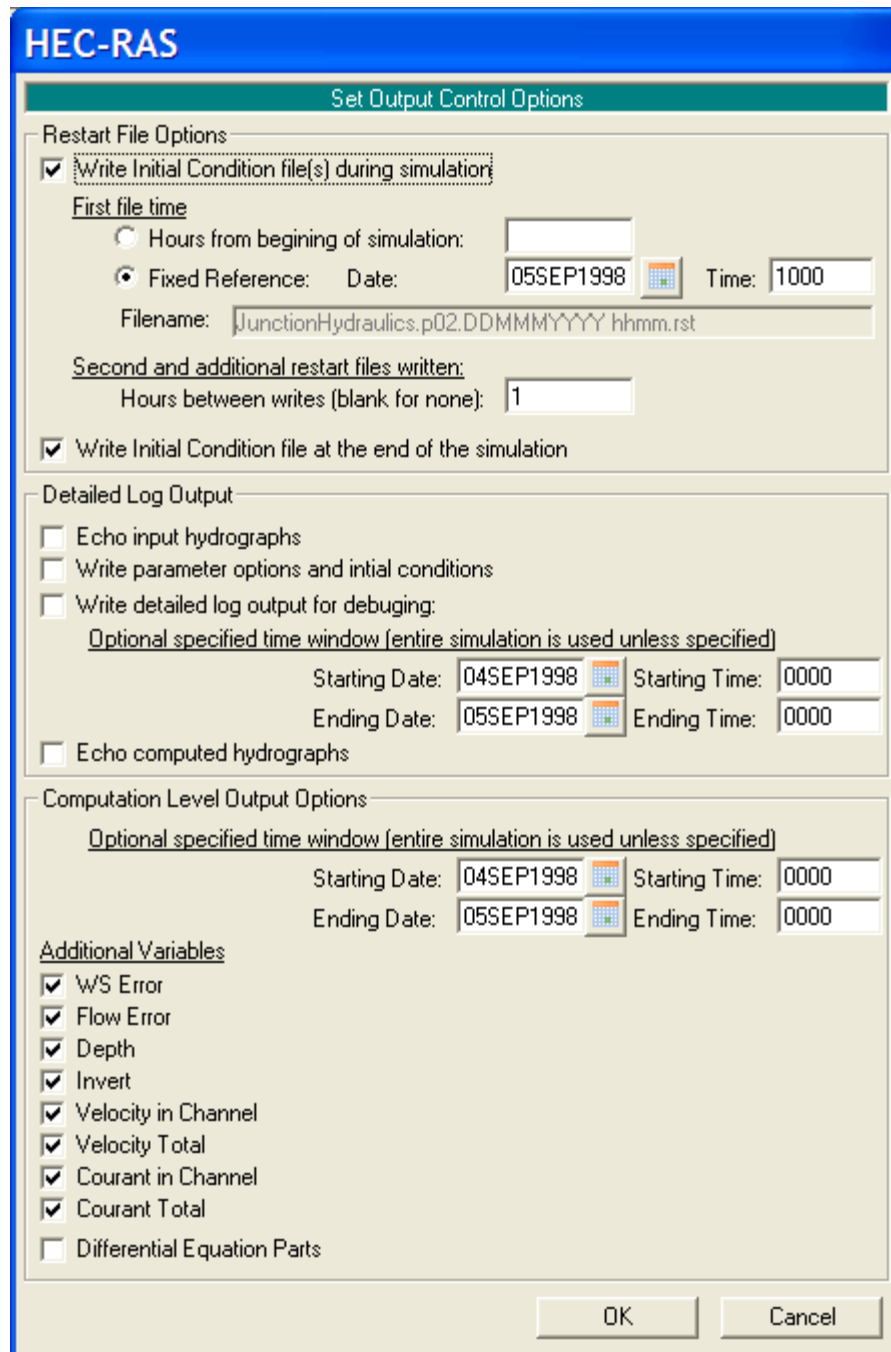 HEC-RAS
Set Output Control Options
Restart File Options
Write Initial Condition file(s) during simulation
First file time
Hours from begining of simulation:
Fixed Reference: Date: 05SEP1998 Time: 1000
Filename: JunctionHydraulics.p02.DDMMMYYYY hhmm.rst
Second and additional restart files written:
Hours between writes (blank for none): 1
Write Initial Condition file at the end of the simulation
Detailed Log Output
Echo input hydrographs
Write parameter options and intial conditions
Write detailed log output for debuging:
Optional specified time window (entire simulation is used unless specified)
Starting Date: 04SEP1998 Starting Time: 0000
Ending Date: 05SEP1998 Ending Time: 0000
Echo computed hydrographs
Computation Level Output Options
Optional specified time window (entire simulation is used unless specified)
Starting Date: 04SEP1998 Starting Time: 0000
Ending Date: 05SEP1998 Ending Time: 0000
Additional Variables
WS Error
Flow Error
Depth
Invert
Velocity in Channel
Velocity Total
Courant in Channel
Courant Total
Differential Equation Parts
OK Cancel